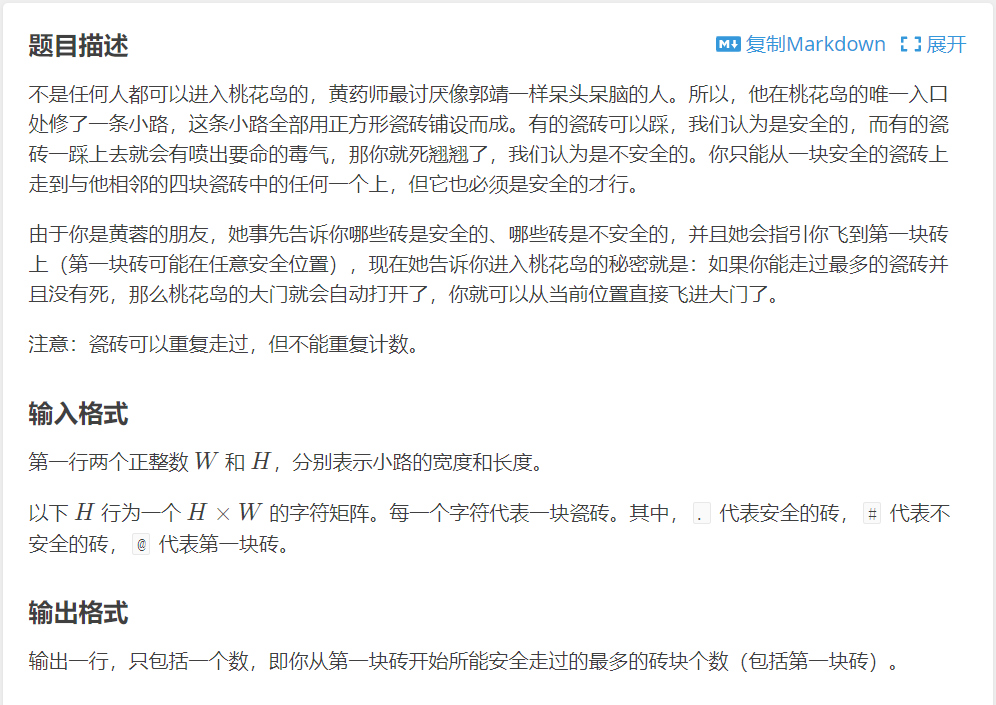 题目描述
复制Markdown 展开
不是任何人都可以进入桃花岛的，黄药师最讨厌像郭靖一样呆头呆脑的人。所以，他在桃花岛的唯一入口
处修了一条小路，这条小路全部用正方形瓷砖铺设而成。有的瓷砖可以踩，我们认为是安全的，而有的瓷
砖一踩上去就会有喷出要命的毒气，那你就死翘翘了，我们认为是不安全的。你只能从一块安全的瓷砖上
走到与他相邻的四块瓷砖中的任何一个上，但它也必须是安全的才行。
由于你是黄蓉的朋友，她事先告诉你哪些砖是安全的、哪些砖是不安全的，并且她会指引你飞到第一块砖
上（第一块砖可能在任意安全位置），现在她告诉你进入桃花岛的秘密就是：如果你能走过最多的瓷砖并
且没有死，那么桃花岛的大门就会自动打开了，你就可以从当前位置直接飞进大门了。
注意：瓷砖可以重复走过，但不能重复计数。
输入格式
第一行两个正整数 W 和 H，分别表示小路的宽度和长度。
以下 H 行为一个 H × W 的字符矩阵。每一个字符代表一块瓷砖。其中， . 代表安全的砖， # 代表不
安全的砖， @ 代表第一块砖。
输出格式
输出一行，只包括一个数，即你从第一块砖开始所能安全走过的最多的砖块个数（包括第一块砖）。